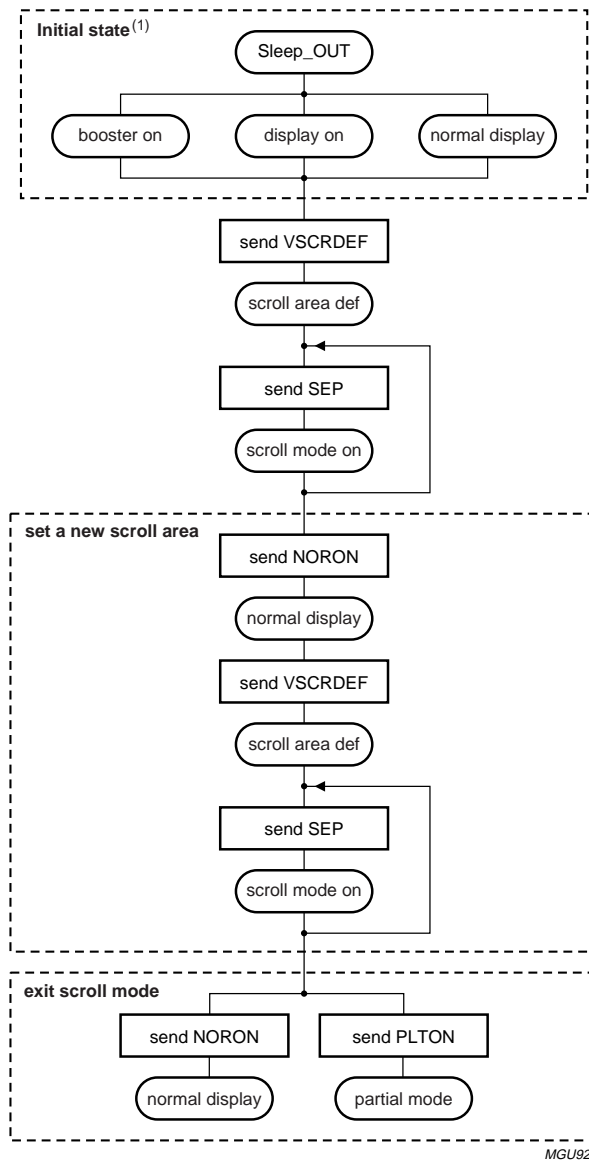 Initial state(1)
Sleep_OUT
booster on
display on
normal display
send VSCRDEF
scroll area def
send SEP
scroll mode on
set a new scroll area
send NORON
normal display
send VSCRDEF
scroll area def
send SEP
scroll mode on
exit scroll mode
send NORON
send PLTON
normal display
partial mode
MGU92